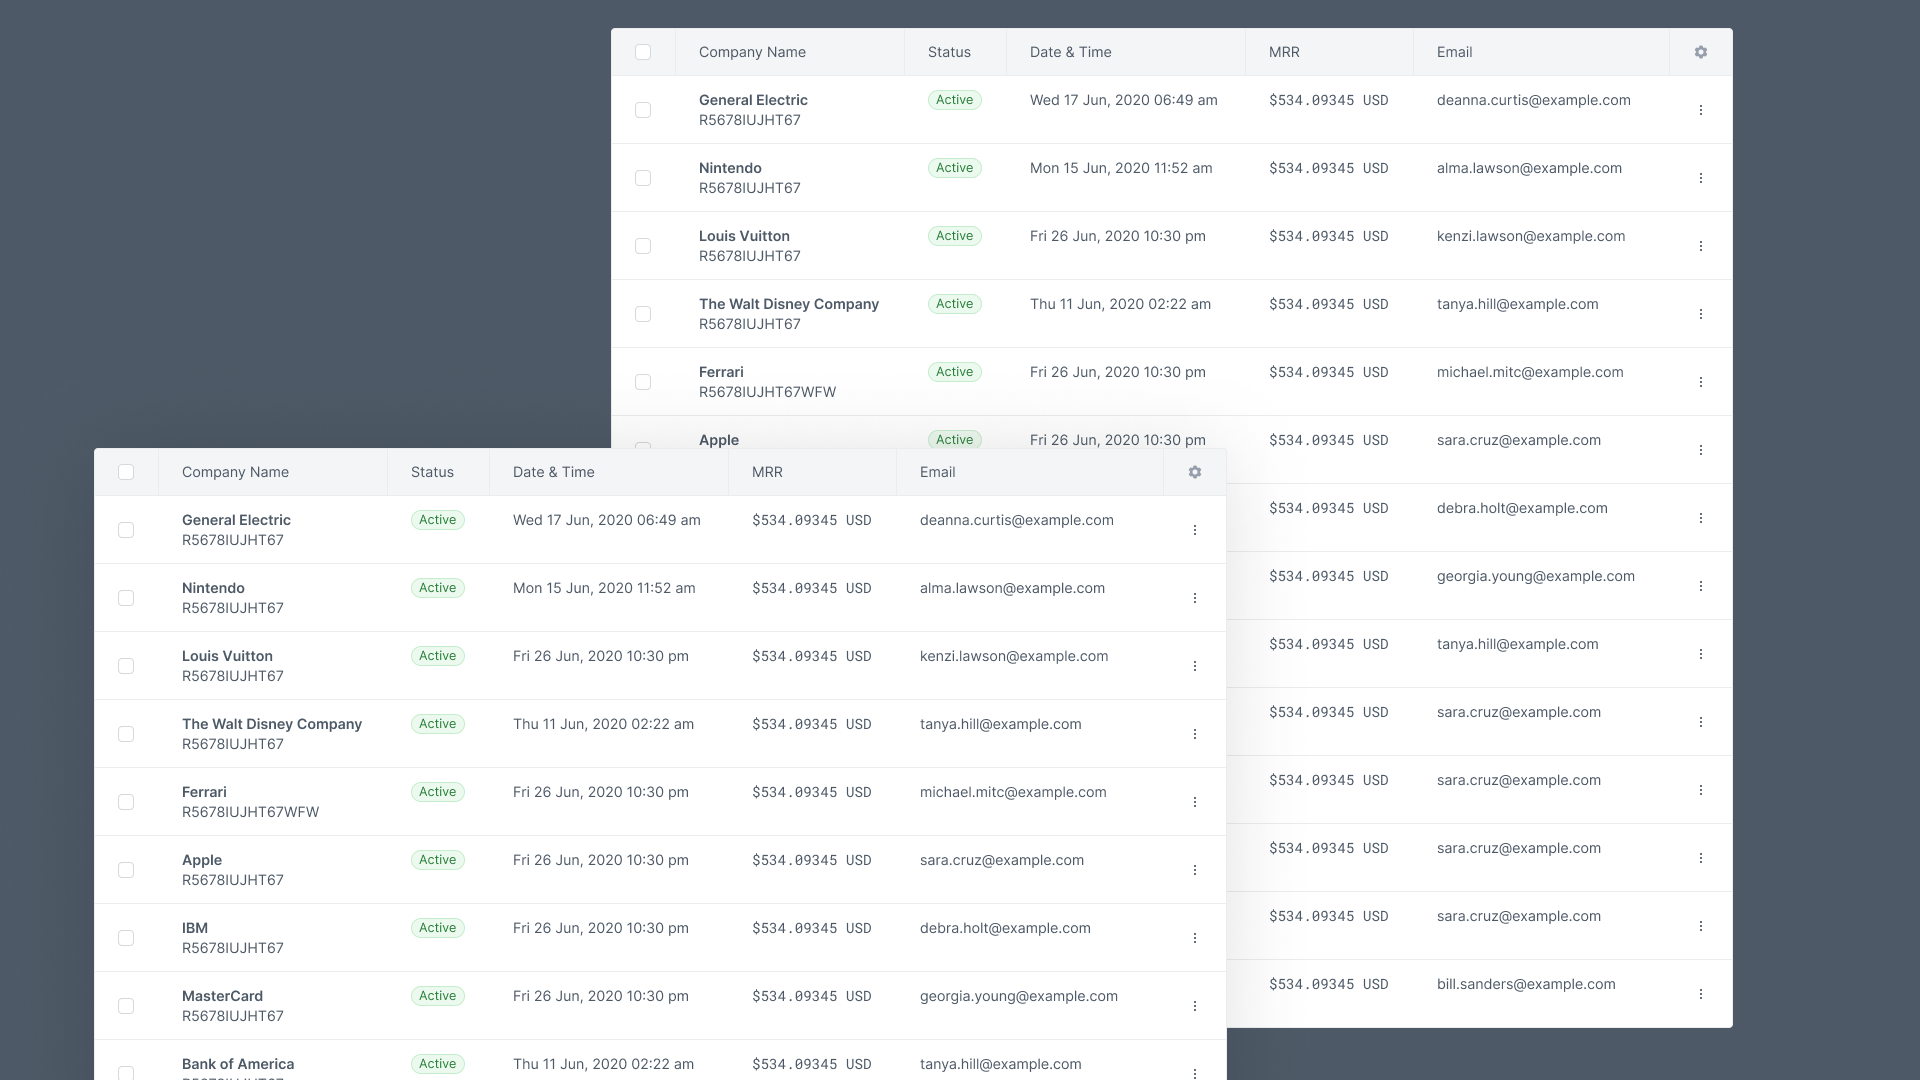 Company Name Status Date & Time MRR Email
General Electric Active Wed 17 Jun, 2020 06:49 am $534.09345 USD deanna.curtis@example.com
R5678IUJHT67
Nintendo Active Mon 15 Jun, 2020 11:52 am $534.09345 USD alma.lawson@example.com
R5678IUJHT67
Louis Vuitton Active Fri 26 Jun, 2020 10:30 pm $534.09345 USD kenzi.lawson@example.com
R5678IUJHT67
The Walt Disney Company Active Thu 11 Jun, 2020 02:22 am $534.09345 USD tanya.hill@example.com
R5678IUJHT67
Ferrari Active Fri 26 Jun, 2020 10:30 pm $534.09345 USD michael.mitc@example.com
R5678IUJHT67WFW
Apple Active Fri 26 Jun, 2020 10:30 pm $534.09345 USD sara.cruz@example.com
$534.09345 USD debra.holt@example.com
$534.09345 USD georgia.young@example.com
$534.09345 USD tanya.hill@example.com
$534.09345 USD sara.cruz@example.com
$534.09345 USD sara.cruz@example.com
$534.09345 USD sara.cruz@example.com
$534.09345 USD sara.cruz@example.com
$534.09345 USD bill.sanders@example.com
Company Name Status Date & Time MRR Email
General Electric Active Wed 17 Jun, 2020 06:49 am $534.09345 USD deanna.curtis@example.com
R5678IUJHT67
Nintendo Active Mon 15 Jun, 2020 11:52 am $534.09345 USD alma.lawson@example.com
R5678IUJHT67
Louis Vuitton Active Fri 26 Jun, 2020 10:30 pm $534.09345 USD kenzi.lawson@example.com
R5678IUJHT67
The Walt Disney Company Active Thu 11 Jun, 2020 02:22 am $534.09345 USD tanya.hill@example.com
R5678IUJHT67
Ferrari Active Fri 26 Jun, 2020 10:30 pm $534.09345 USD michael.mitc@example.com
R5678IUJHT67WFW
Apple Active Fri 26 Jun, 2020 10:30 pm $534.09345 USD sara.cruz@example.com
R5678IUJHT67
IBM Active Fri 26 Jun, 2020 10:30 pm $534.09345 USD debra.holt@example.com
R5678IUJHT67
MasterCard Active Fri 26 Jun, 2020 10:30 pm $534.09345 USD georgia.young@example.com
R5678IUJHT67
Bank of America Active Thu 11 Jun, 2020 02:22 am $534.09345 USD tanya.hill@example.com